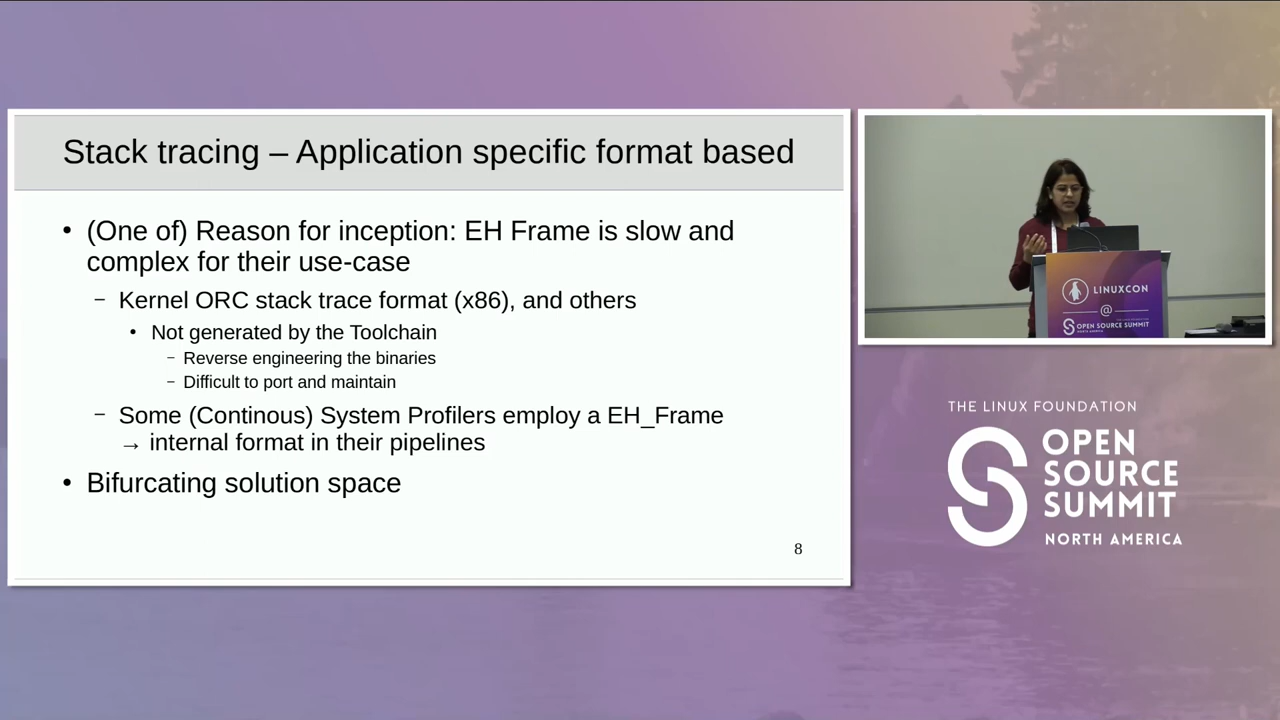 Stack tracing – Application specific format based
• (One of) Reason for inception: EH Frame is slow and
complex for their use-case
– Kernel ORC stack trace format (x86), and others
• Not generated by the Toolchain
– Reverse engineering the binaries
– Difficult to port and maintain
– Some (Continous) System Profilers employ a EH_Frame
→ internal format in their pipelines
• Bifurcating solution space
8
LINUXCON
@
OPEN SOURCE SUMMIT
NORTH AMERICA
THE LINUX FOUNDATION
OPEN
SOURCE
SUMMIT
NORTH AMERICA